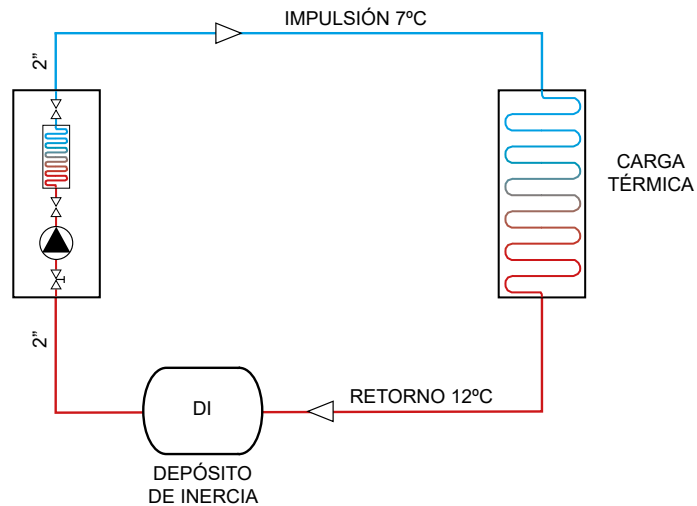 IMPULSIÓN 7ºC
2”
CARGA
TÉRMICA
2”
RETORNO 12ºC
DI
DEPÓSITO
DE INERCIA